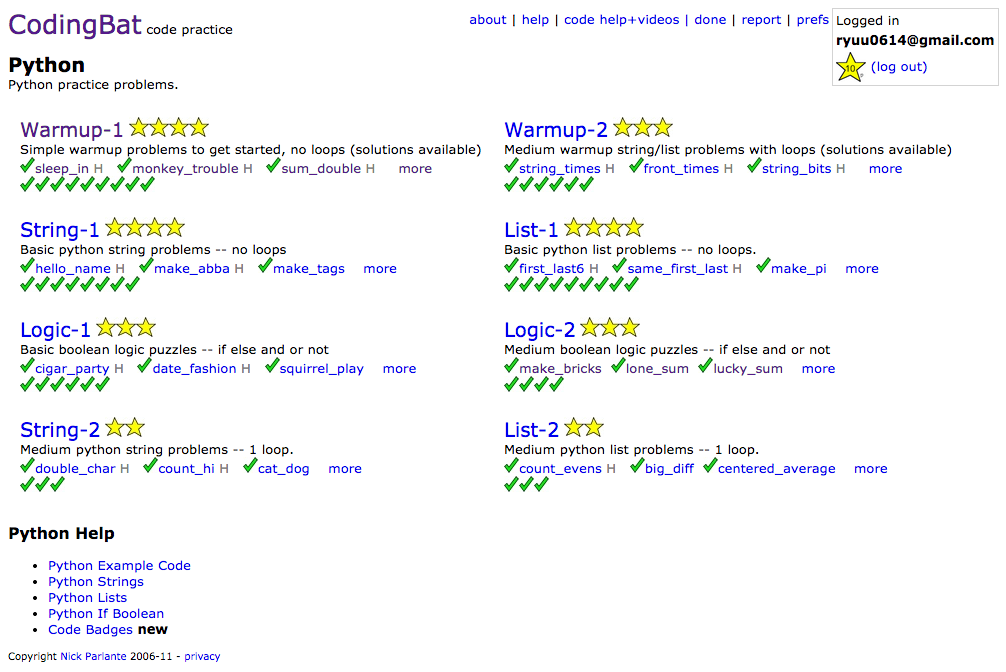 CodingBat code practice
about | help | code help+videos | done | report | prefs
Logged in
ryuu0614@gmail.com
10
(log out)
Python
Python practice problems.
Warmup-1
Simple warmup problems to get started, no loops (solutions available)
sleep_in H monkey_trouble H sum_double H more
Warmup-2
Medium warmup string/list problems with loops (solutions available)
string_times H front_times H string_bits H more
String-1
Basic python string problems -- no loops
hello_name H make_abba H make_tags more
List-1
Basic python list problems -- no loops.
first_last6 H same_first_last H make_pi more
Logic-1
Basic boolean logic puzzles -- if else and or not
cigar_party H date_fashion H squirrel_play more
Logic-2
Medium boolean logic puzzles -- if else and or not
make_bricks lone_sum lucky_sum more
String-2
Medium python string problems -- 1 loop.
double_char H count_hi H cat_dog more
List-2
Medium python list problems -- 1 loop.
count_evens H big_diff centered_average more
Python Help
Python Example Code
Python Strings
Python Lists
Python If Boolean
Code Badges new
Copyright Nick Parlante 2006-11 - privacy